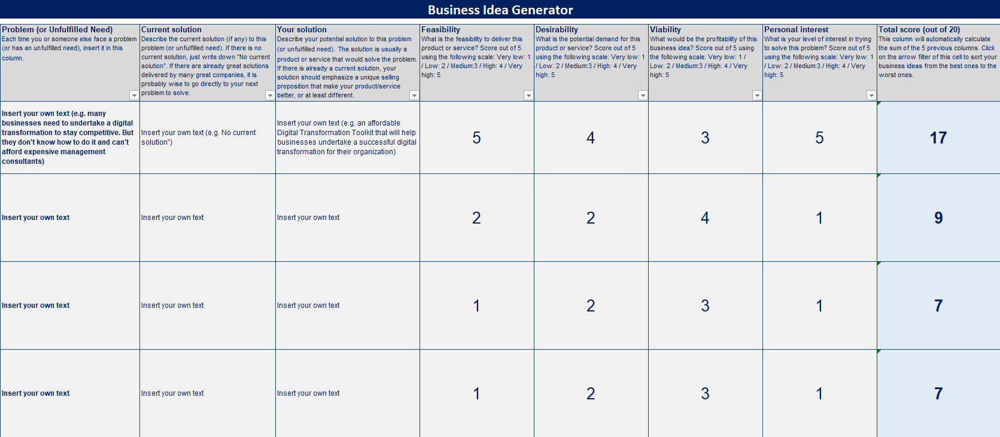 Business Idea Generator
Problem (or Unfulfilled Need)
Each time you or someone else face a problem
(or has an unfulfilled need), insert it in this
column.
Current solution
Describe the current solution (if any) to this
problem (or unfulfilled need). If there is no
current solution, just write down "No current
solution". If there are already great solutions
delivered by many great companies, it is
probably wise to go directly to your next
problem to solve.
Your solution
Describe your potential solution to this problem
(or unfulfilled need). The solution is usually a
product or service that would solve the problem.
If there is already a current solution, your
solution should emphasize a unique selling
proposition that make your product/service
better, or at least different.
Feasibility
What is the feasibility to deliver this
product or service? Score out of 5
using the following scale: Very low: 1
/ Low: 2 / Medium:3 / High: 4 / Very
high: 5
Desirability
What is the potential demand for this
product or service? Score out of 5
using the following scale: Very low: 1
/ Low: 2 / Medium:3 / High: 4 / Very
high: 5
Viability
What would be the profitability of this
business idea? Score out of 5 using
the following scale: Very low: 1 /
Low: 2 / Medium:3 / High: 4 / Very
high: 5
Personal interest
What is your level of interest in trying
to solve this problem? Score out of 5
using the following scale: Very low: 1
/ Low: 2 / Medium:3 / High: 4 / Very
high: 5
Total score (out of 20)
This column will automatically calculate
the sum of the 5 previous columns. Click
on the arrow filter of this cell to sort your
business ideas from the best ones to the
worst ones.
Insert your own text (e.g. many
businesses need to undertake a digital
transformation to stay competitive. But
they don't know how to do it and can't
afford expensive management
consultants)
Insert your own text (e.g. No current
solution")
Insert your own text (e.g. an affordable
Digital Transformation Toolkit that will help
businesses undertake a successful digital
transformation for their organization)
5
4
3
5
17
Insert your own text
Insert your own text
Insert your own text
2
2
4
1
9
Insert your own text
Insert your own text
Insert your own text
1
2
3
1
7
Insert your own text
Insert your own text
Insert your own text
1
2
3
1
7